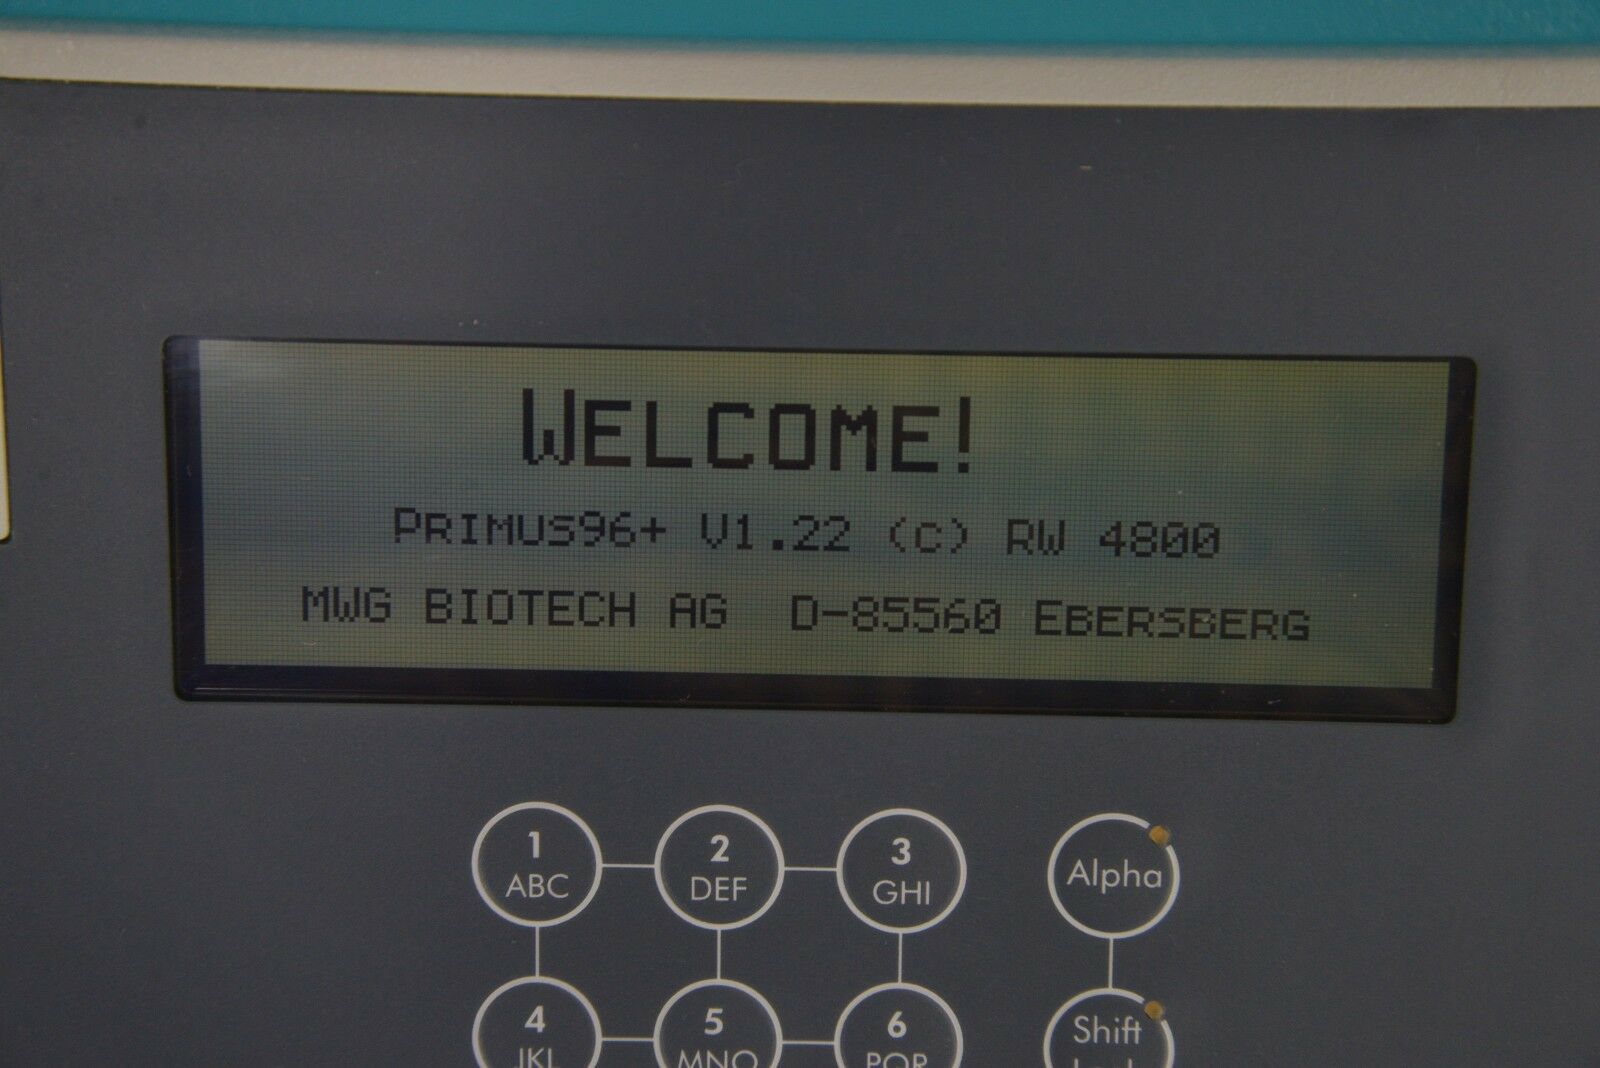 WELCOME!
PRIMUS96+ V1.22 (c) RW 4800
MWG BIOTECH AG D-85560 EBERSBERG
1 2 3
ABC DEF GHI Alpha
4 5 6 Shift
JKL MNO PQR